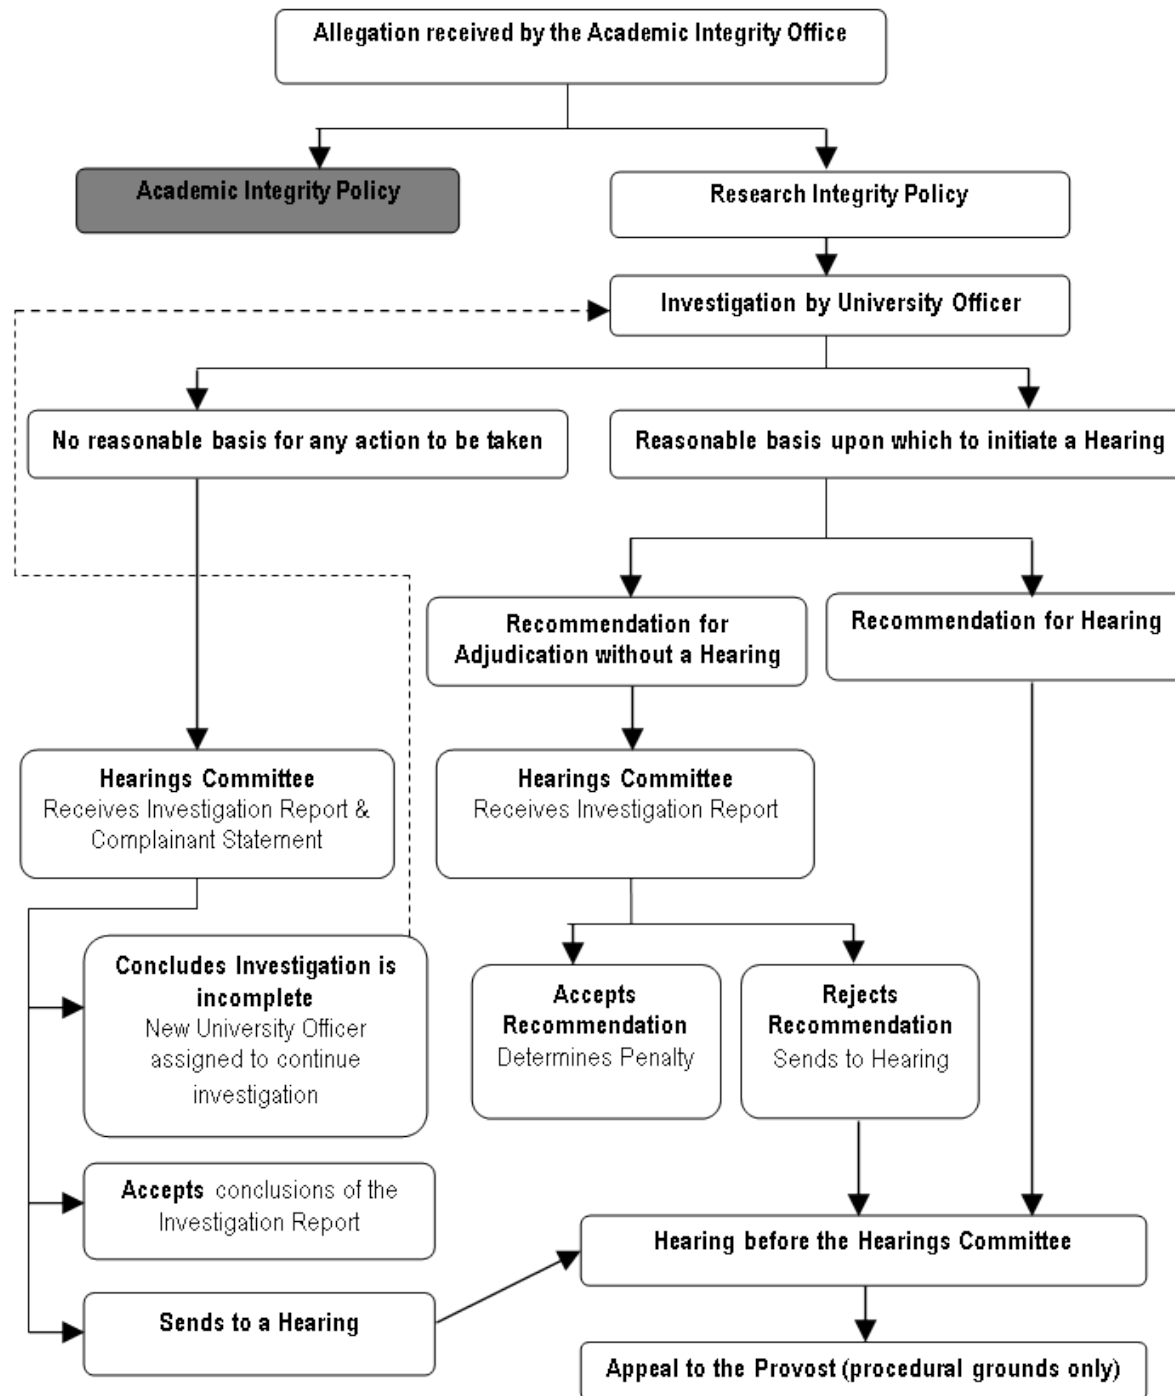 Allegation received by the Academic Integrity Office
Academic Integrity Policy
Research Integrity Policy
Investigation by University Officer
No reasonable basis for any action to be taken
Reasonable basis upon which to initiate a Hearing
Recommendation for
Adjudication without a Hearing
Recommendation for Hearing
Hearings Committee
Receives Investigation Report &
Complainant Statement
Hearings Committee
Receives Investigation Report
Concludes Investigation is
incomplete
New University Officer
assigned to continue
investigation
Accepts
Recommendation
Determines Penalty
Rejects
Recommendation
Sends to Hearing
Accepts conclusions of the
Investigation Report
Hearing before the Hearings Committee
Sends to a Hearing
Appeal to the Provost (procedural grounds only)